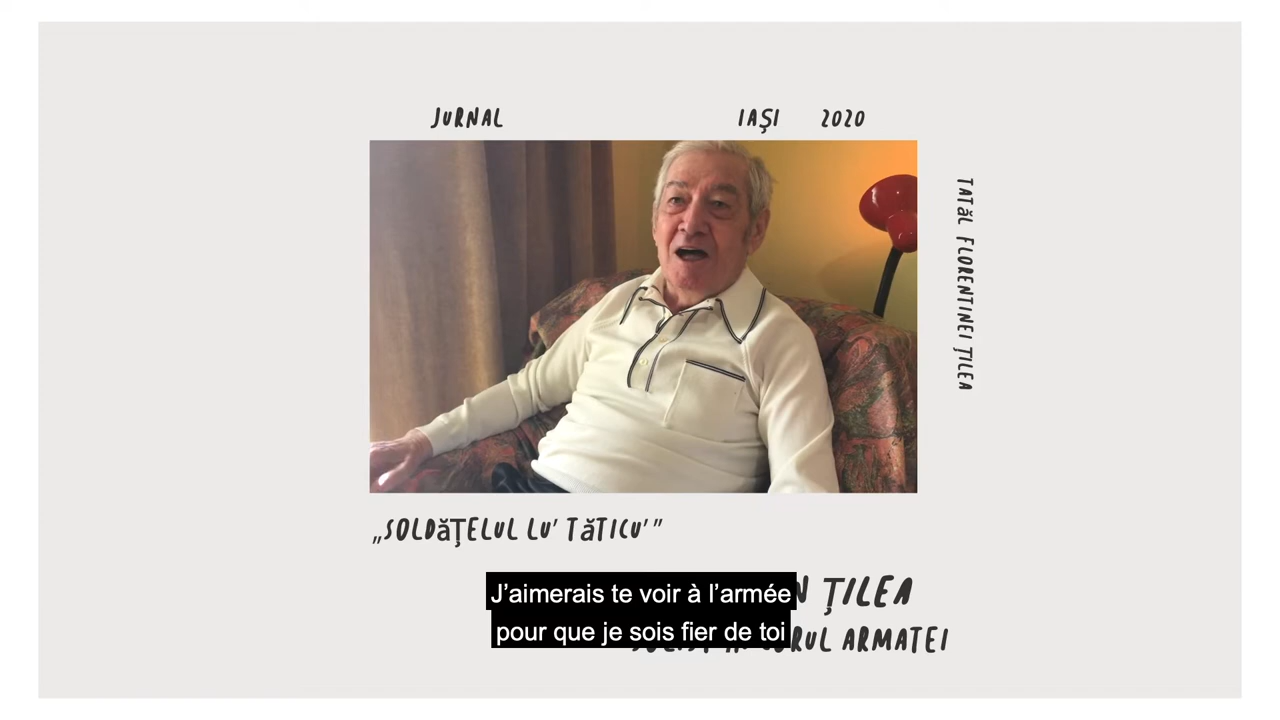 JURNAL IAȘI 2020
TATĂL FLORENTINEI ȚILEA
„SOLDĂȚELUL LU' TĂTICU'”
ȚILEA
ARMATEI
J’aimerais te voir à l’armée
pour que je sois fier de toi